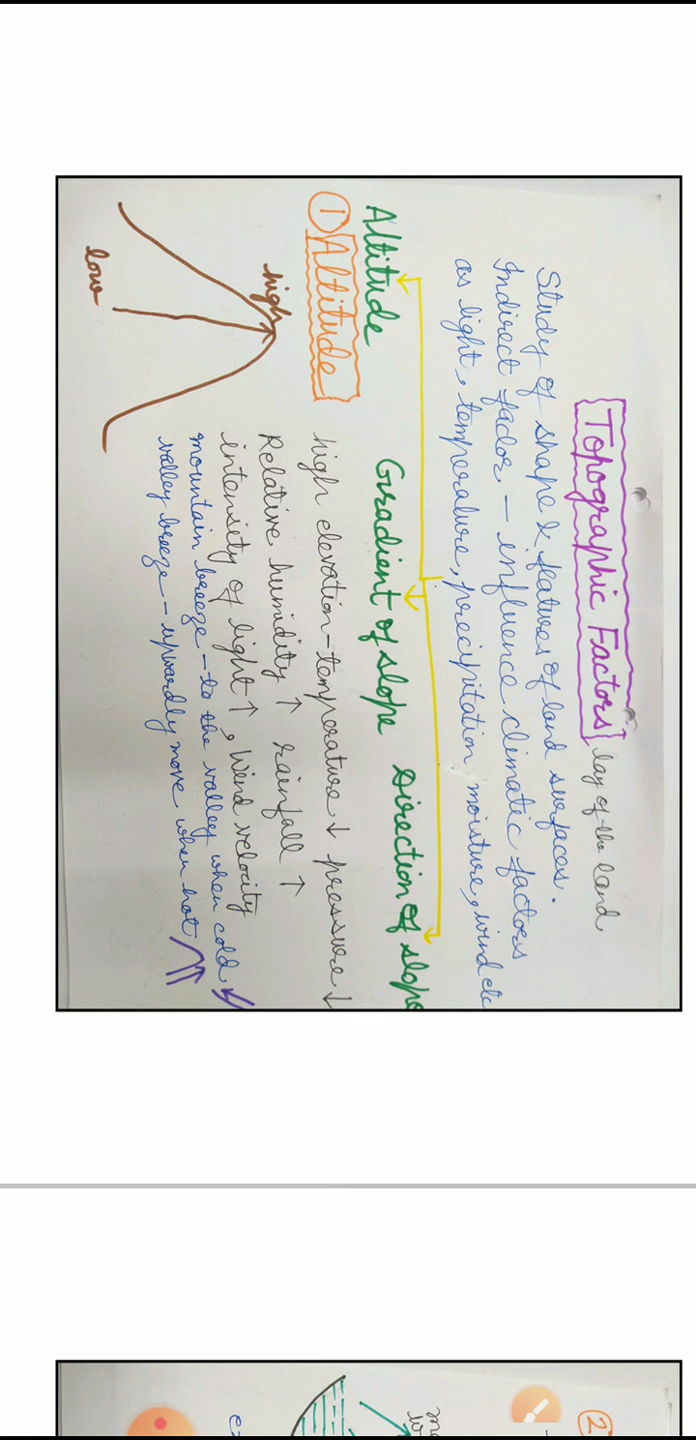 Topographic Factors lay of the land
Study of shape & features of land surfaces.
Indirect factor - influence climatic factors
as light, temperature, precipitation, moisture, wind etc
Altitude Gradient of slope Direction of slope
① Altitude
high elevation - temperature ↓ pressure ↓
Relative humidity ↑ rainfall ↑
intensity of light ↑, Wind velocity
mountain breeze - to the valley when cold
valley breeze - upwardly move when hot
high
low
2